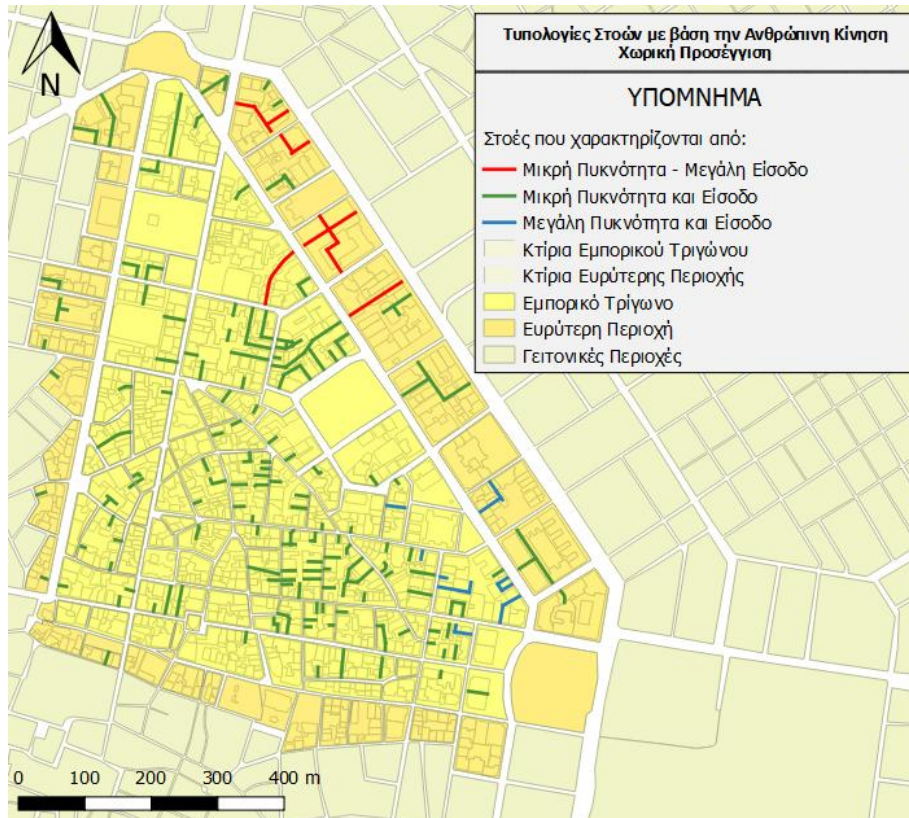 Τυπολογίες Στοών με βάση την Ανθρώπινη Κίνηση
Χωρική Προσέγγιση
ΥΠΟΜΝΗΜΑ
Στοές που χαρακτηρίζονται από:
Μικρή Πυκνότητα - Μεγάλη Είσοδο
Μικρή Πυκνότητα και Είσοδο
Μεγάλη Πυκνότητα και Είσοδο
Κτίρια Εμπορικού Τριγώνου
Κτίρια Ευρύτερης Περιοχής
Εμπορικό Τρίγωνο
Ευρύτερη Περιοχή
Γειτονικές Περιοχές
N
0 100 200 300 400 m